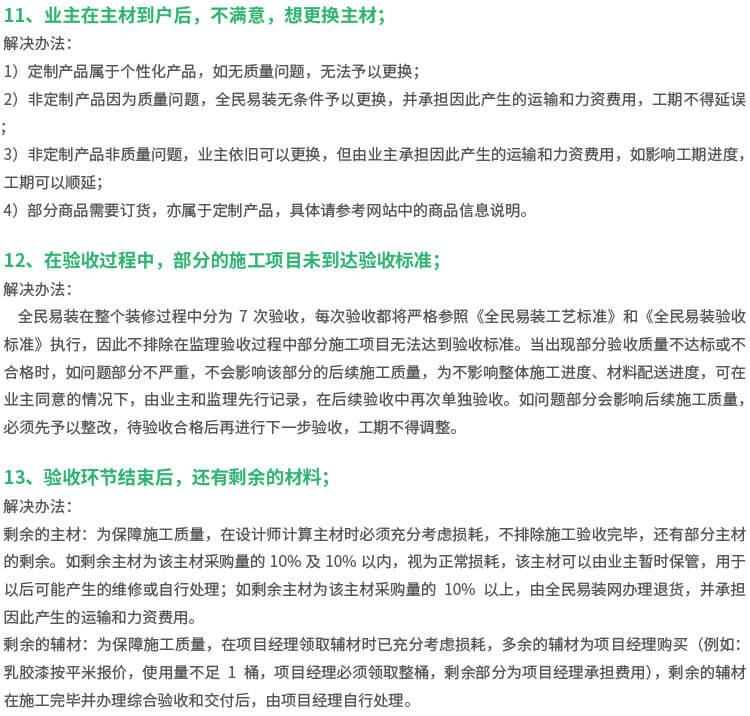 11、业主在主材到户后，不满意，想更换主材；
解决办法：
1）定制产品属于个性化产品，如无质量问题，无法予以更换；
2）非定制产品因为质量问题，全民易装无条件予以更换，并承担因此产生的运输和力资费用，工期不得延误
；
3）非定制产品非质量问题，业主依旧可以更换，但由业主承担因此产生的运输和力资费用，如影响工期进度，
工期可以顺延；
4）部分商品需要订货，亦属于定制产品，具体请参考网站中的商品信息说明。
12、在验收过程中，部分的施工项目未到达验收标准；
解决办法：
全民易装在整个装修过程中分为 7 次验收，每次验收都将严格参照《全民易装工艺标准》和《全民易装验收
标准》执行，因此不排除在监理验收过程中部分施工项目无法达到验收标准。当出现部分验收质量不达标或不
合格时，如问题部分不严重，不会影响该部分的后续施工质量，为不影响整体施工进度、材料配送进度，可在
业主同意的情况下，由业主和监理先行记录，在后续验收中再次单独验收。如问题部分会影响后续施工质量，
必须先予以整改，待验收合格后再进行下一步验收，工期不得调整。
13、验收环节结束后，还有剩余的材料；
解决办法：
剩余的主材：为保障施工质量，在设计师计算主材时必须充分考虑损耗，不排除施工验收完毕，还有部分主材
的剩余。如剩余主材为该主材采购量的 10% 及 10% 以内，视为正常损耗，该主材可以由业主暂时保管，用于
以后可能产生的维修或自行处理；如剩余主材为该主材采购量的 10% 以上，由全民易装网办理退货，并承担
因此产生的运输和力资费用。
剩余的辅材：为保障施工质量，在项目经理领取辅材时已充分考虑损耗，多余的辅材为项目经理购买（例如：
乳胶漆按平米报价，使用量不足 1 桶，项目经理必须领取整桶，剩余部分为项目经理承担费用），剩余的辅材
在施工完毕并办理综合验收和交付后，由项目经理自行处理。